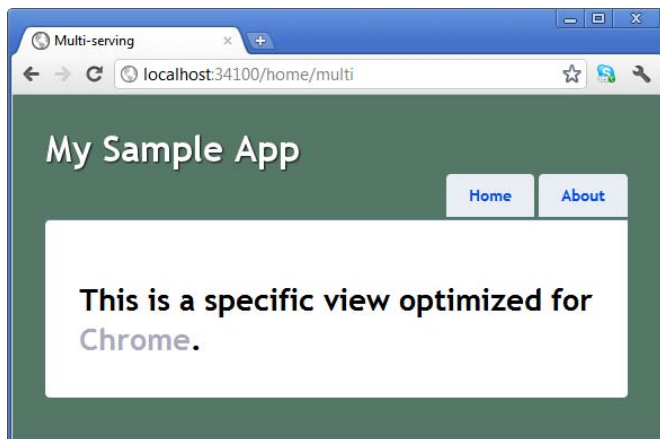 Multi-serving
localhost:34100/home/multi
My Sample App
Home About
This is a specific view optimized for
Chrome.